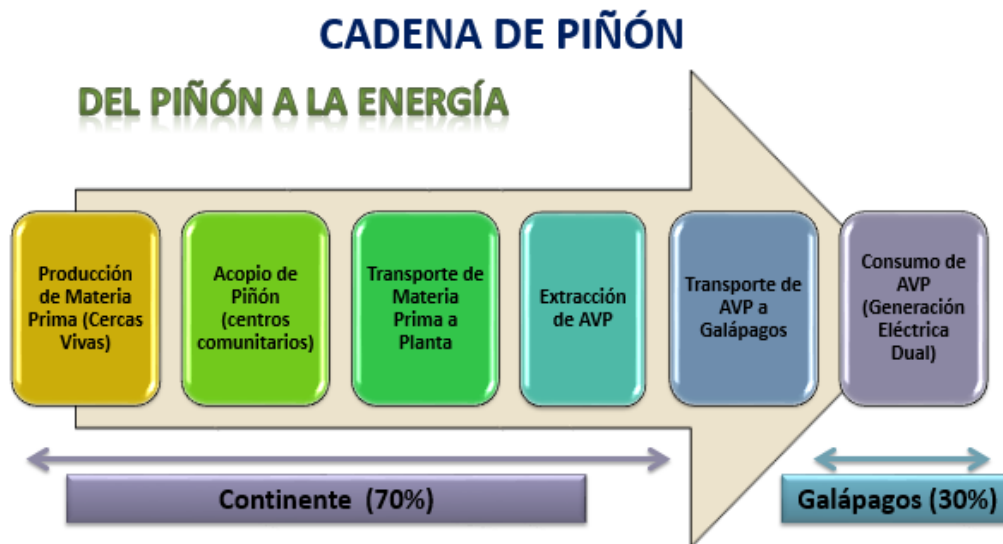 CADENA DE PIÑÓN
DEL PIÑÓN A LA ENERGÍA
Producción
de Materia
Prima (Cercas
Vivas)
Acopio de
Piñón
(centros
comunitarios)
Transporte de
Materia
Prima a
Planta
Extracción
de AVP
Transporte de
AVP a
Galápagos
Consumo de
AVP
(Generación
Eléctrica
Dual)
Continente (70%)
Galápagos (30%)